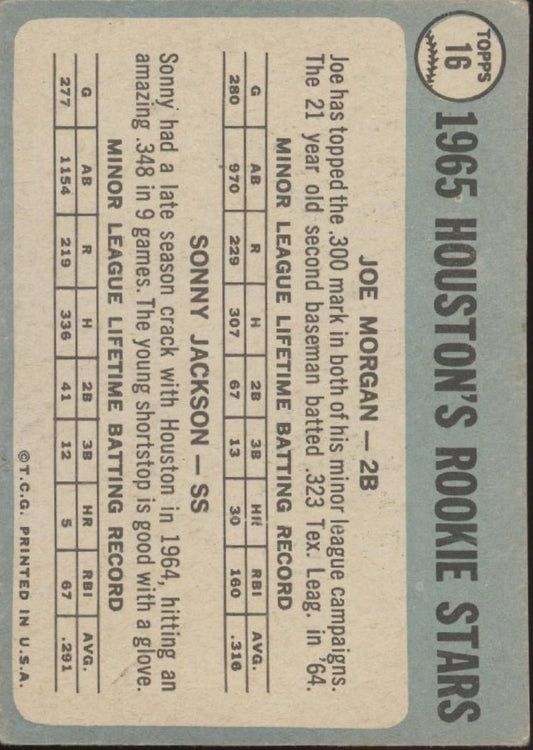 TOPPS
16
1965 HOUSTON'S ROOKIE STARS
JOE MORGAN — 2B
Joe has topped the .300 mark in both of his minor league campaigns.
The 21 year old second baseman batted .323 Tex. Leag. in '64.
MINOR LEAGUE LIFETIME BATTING RECORD
G AB R H 2B 3B HR RBI AVG.
280 970 229 307 67 13 30 160 .316
SONNY JACKSON — SS
Sonny had a late season crack with Houston in 1964, hitting an
amazing .348 in 9 games. The young shortstop is good with a glove.
MINOR LEAGUE LIFETIME BATTING RECORD
G AB R H 2B 3B HR RBI AVG.
277 1154 219 336 41 12 5 67 .291
©T.C.G. PRINTED IN U.S.A.